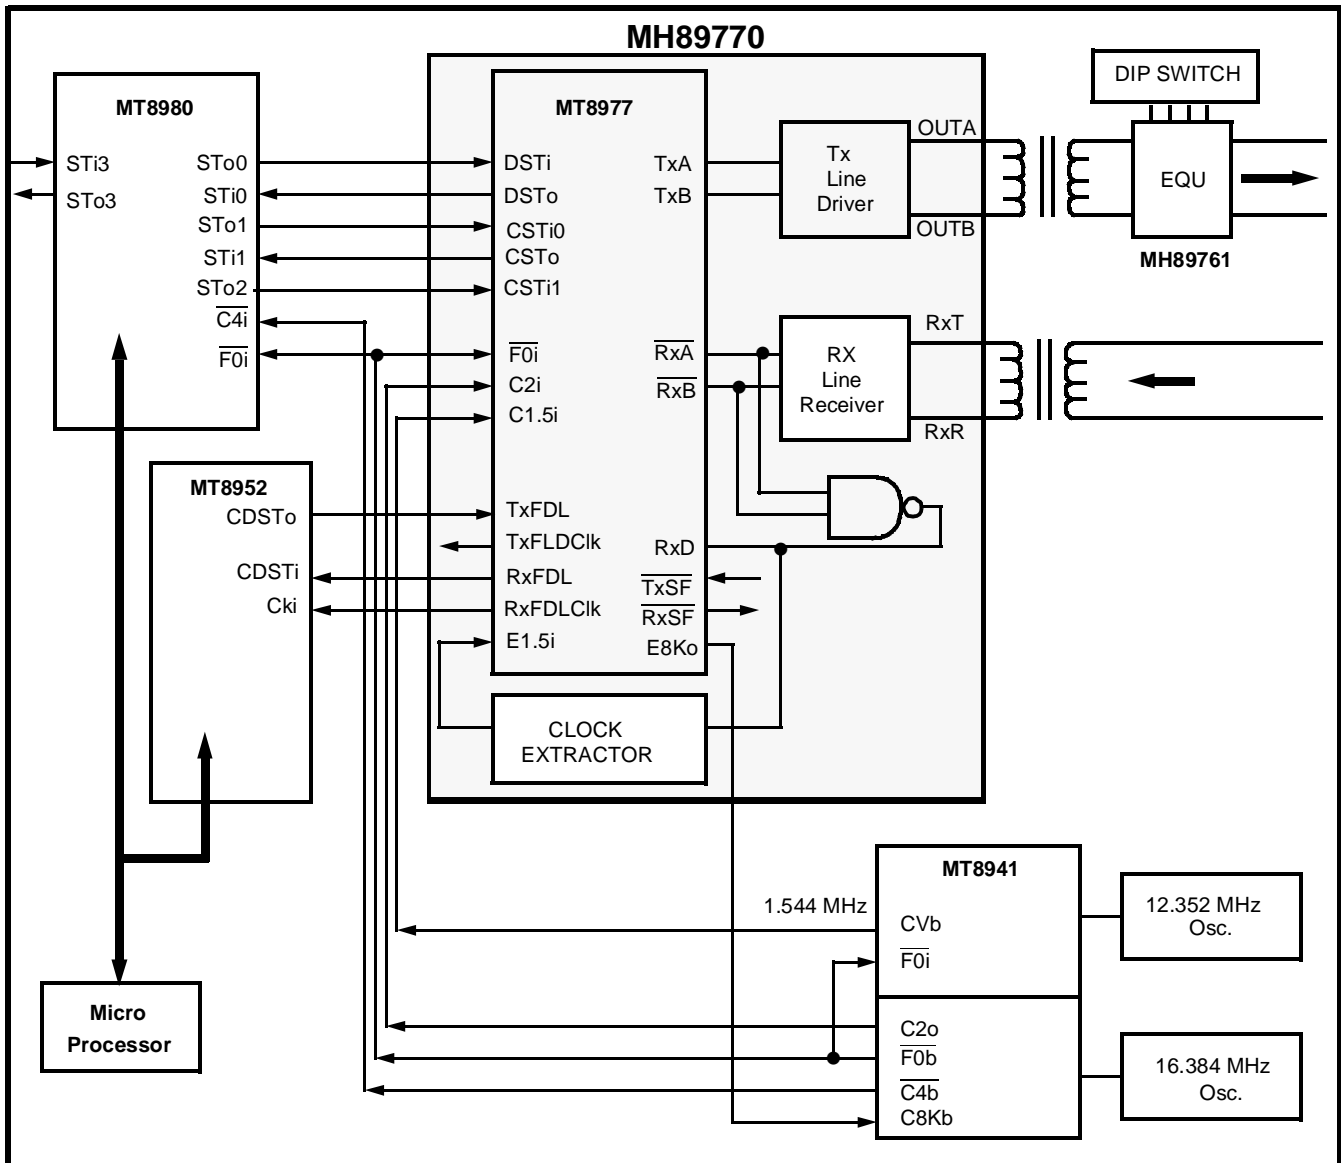 MH89770
MT8980
STi3
STo3
STo0
STi0
STo1
STi1
STo2
C4i
F0i
MT8977
DSTi
DSTo
CSTi0
CSTo
CSTi1
F0i
C2i
C1.5i
TxFDL
TxFLDClk
RxFDL
RxFDLClk
E1.5i
TxA
TxB
RxA
RxB
RxD
TxSF
RxSF
E8Ko
Tx
Line
Driver
OUTA
OUTB
DIP SWITCH
EQU
MH89761
RX
Line
Receiver
RxT
RxR
MT8952
CDSTo
CDSTi
Cki
CLOCK
EXTRACTOR
Micro
Processor
1.544 MHz
MT8941
CVb
F0i
C2o
F0b
C4b
C8Kb
12.352 MHz
Osc.
16.384 MHz
Osc.